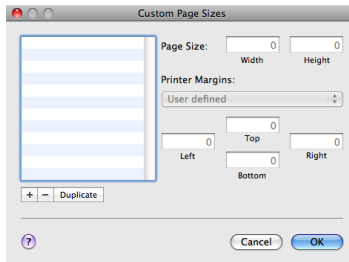 Custom Page Sizes
Page Size: 0 0
Width Height
Printer Margins:
User defined
0
Top
0 0
Left Right
0
Bottom
+ − Duplicate
? Cancel OK